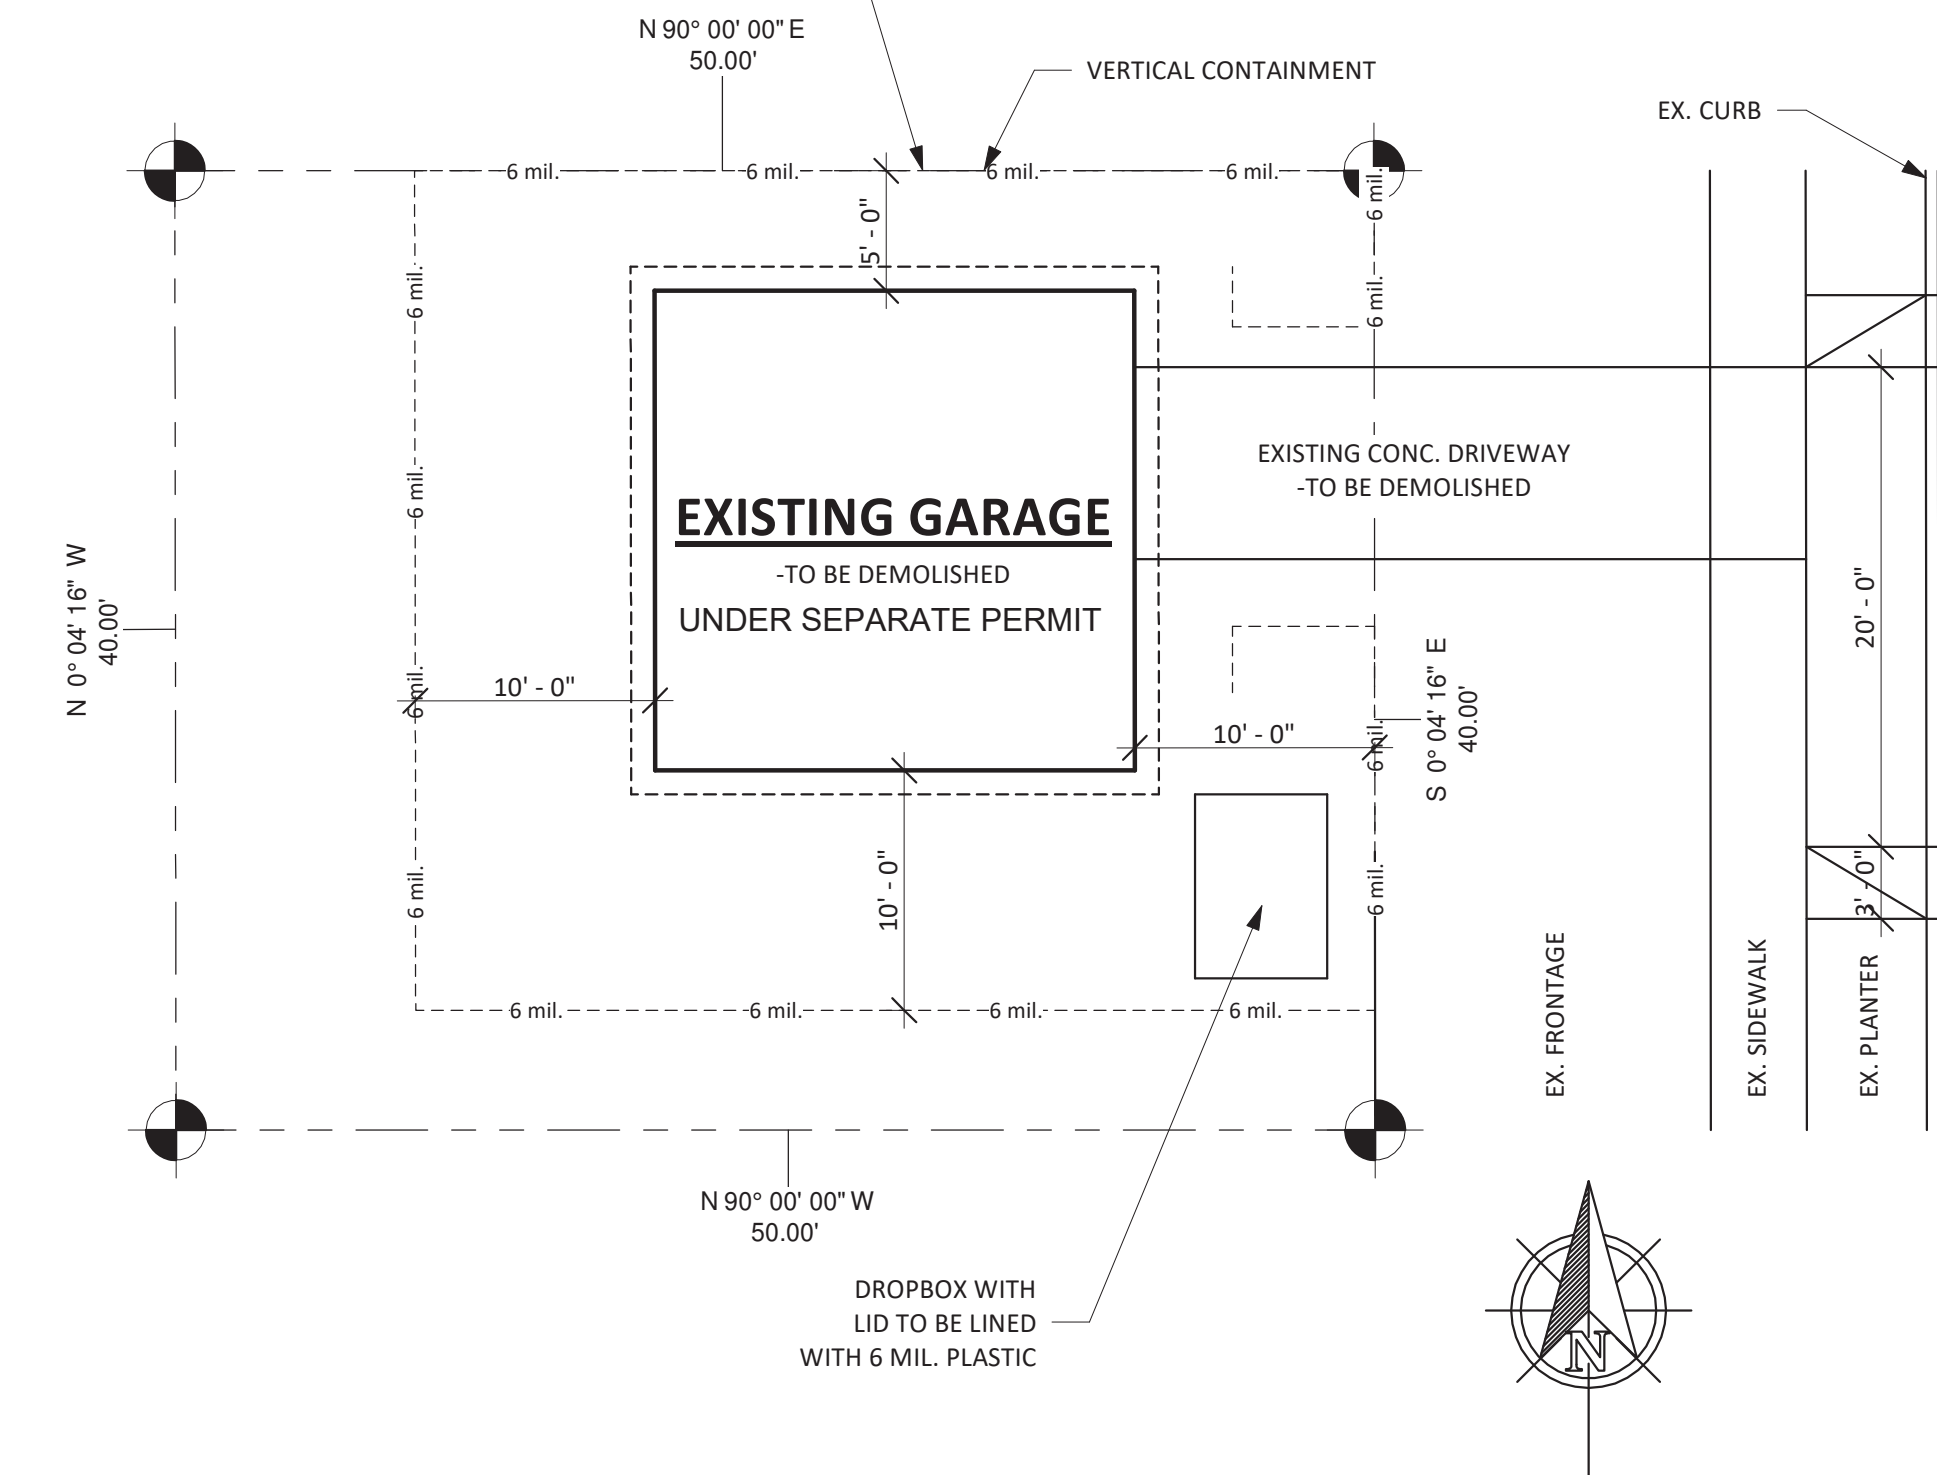 N 90° 00' 00" E
50.00'
VERTICAL CONTAINMENT
EX. CURB
6 mil.
6 mil.
6 mil.
6 mil.
6 mil.
5' - 0"
6 mil.
6 mil.
EXISTING CONC. DRIVEWAY
-TO BE DEMOLISHED
6 mil.
EXISTING GARAGE
-TO BE DEMOLISHED
UNDER SEPARATE PERMIT
N 0° 04' 16" W
40.00'
20' - 0"
6 mil.
10' - 0"
10' - 0"
6 mil.
S 0° 04' 16" E
40.00'
6 mil.
10' - 0"
6 mil.
3' - 0"
6 mil.
6 mil.
6 mil.
6 mil.
EX. FRONTAGE
EX. SIDEWALK
EX. PLANTER
N 90° 00' 00" W
50.00'
DROPBOX WITH
LID TO BE LINED
WITH 6 MIL. PLASTIC
N